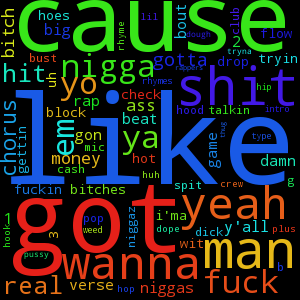 hoes
lil
bout
cause
bitch
big
rhyme
club
dough
tryna
flow
gotta
rappers
drop
tryin
hit
nigga
bust
rhymes
uh
yo
ass
check
shit
hip
chorus
rap
em
beat
ya
hood
talkin
intro
block
gon
mic
game
thug
type
damn
like
gettin
money
hot
cash
huh
g
fuckin
bitches
spit
crew
1
got
pop
niggaz
i'ma
yeah
hook
3
weed
dope
dick
y'all
plus
wanna
wit
man
pussy
real
verse
hop
niggas
fuck
b